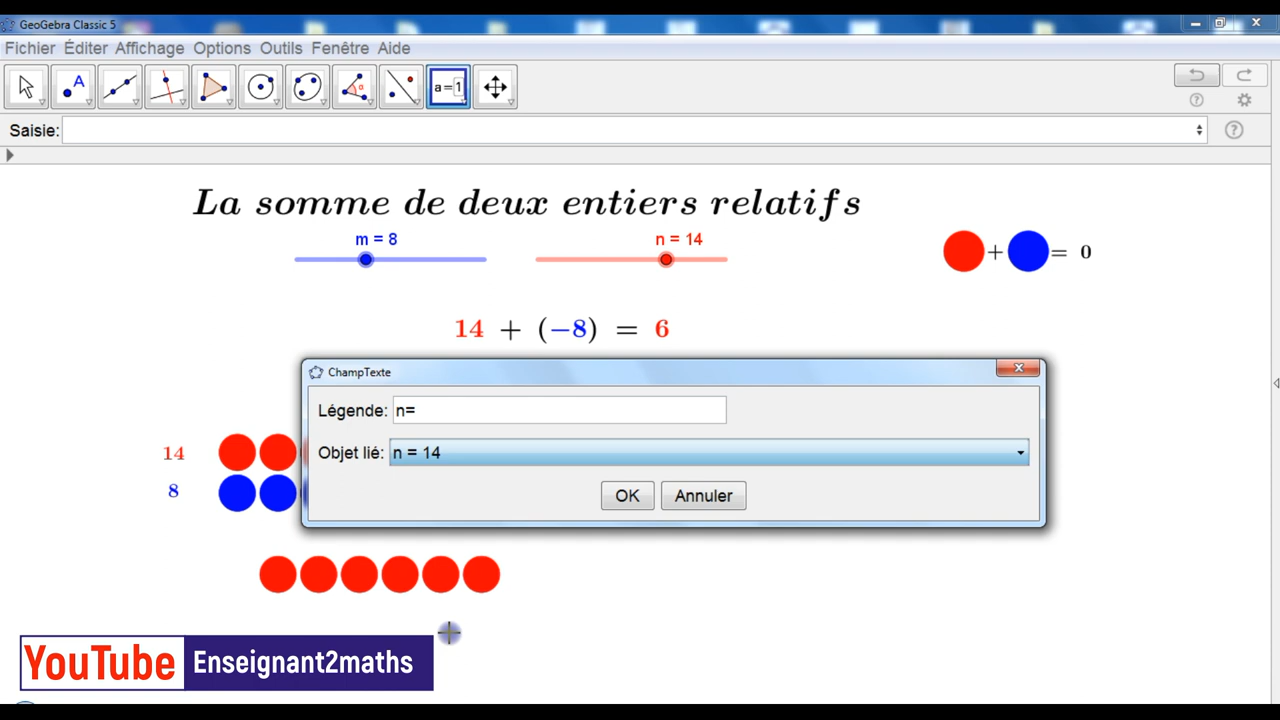 GeoGebra Classic 5
Fichier Éditer Affichage Options Outils Fenêtre Aide
A
α
a=1
Saisie:
La somme de deux entiers relatifs
m = 8
n = 14
+ = 0
14 + (−8) = 6
ChampTexte
Légende: n=
Objet lié: n = 14
14
8
OK Annuler
YouTube Enseignant2maths